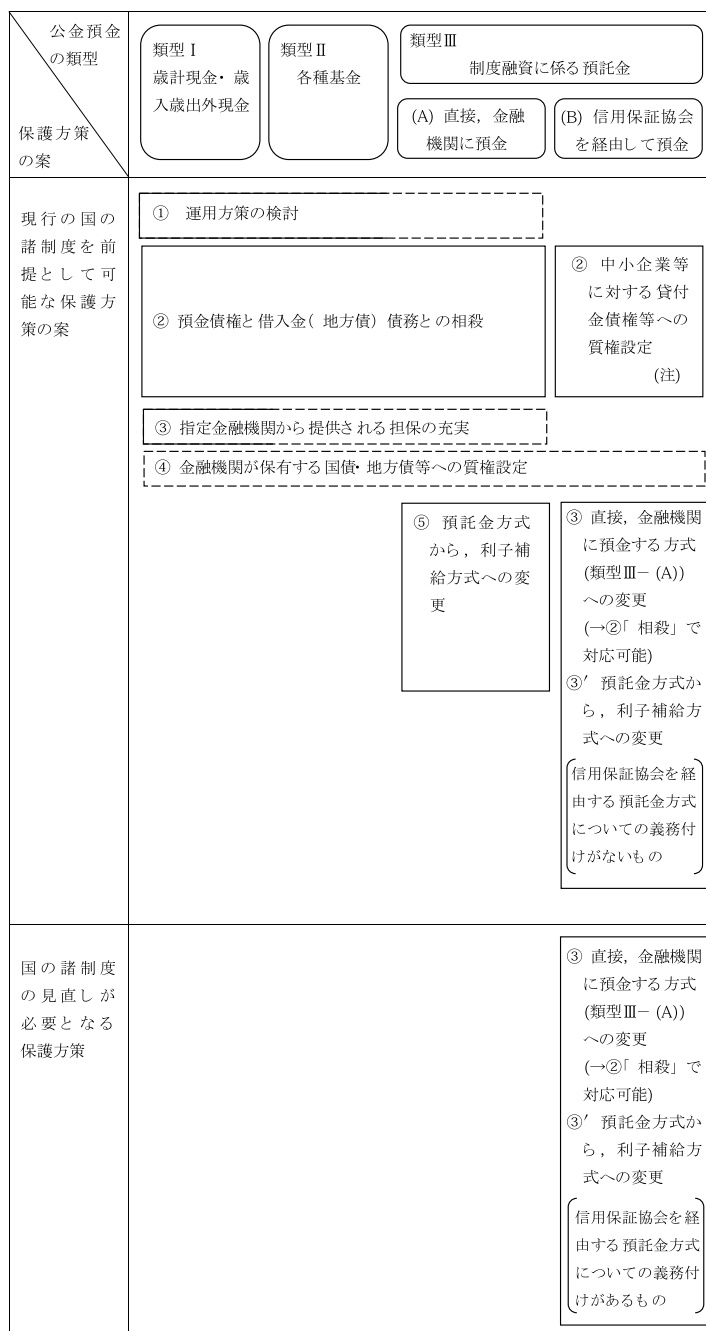 公金預金
の類型
保護方策
の案
類型Ⅰ
歳計現金・歳
入歳出外現金
類型Ⅱ
各種基金
類型Ⅲ
制度融資に係る預託金
(A) 直接，金融
機関に預金
(B) 信用保証協会
を経由して預金
現行の国の
諸制度を前
提として可
能な保護方
策の案
① 運用方策の検討
② 預金債権と借入金(地方債)債務との相殺
② 中小企業等
に対する貸付
金債権等への
質権設定
(注)
③ 指定金融機関から提供される担保の充実
④ 金融機関が保有する国債・地方債等への質権設定
⑤ 預託金方式
から，利子補
給方式への変
更
③ 直接，金融機関
に預金する方式
(類型Ⅲ−(A))
への変更
(→②「相殺」で
対応可能)
③′ 預託金方式か
ら，利子補給方
式への変更
信用保証協会を経
由する預託金方式
についての義務付
けがないもの
国の諸制度
の見直しが
必要となる
保護方策
③ 直接，金融機関
に預金する方式
(類型Ⅲ−(A))
への変更
(→②「相殺」で
対応可能)
③′ 預託金方式か
ら，利子補給方
式への変更
信用保証協会を経
由する預託金方式
についての義務付
けがあるもの